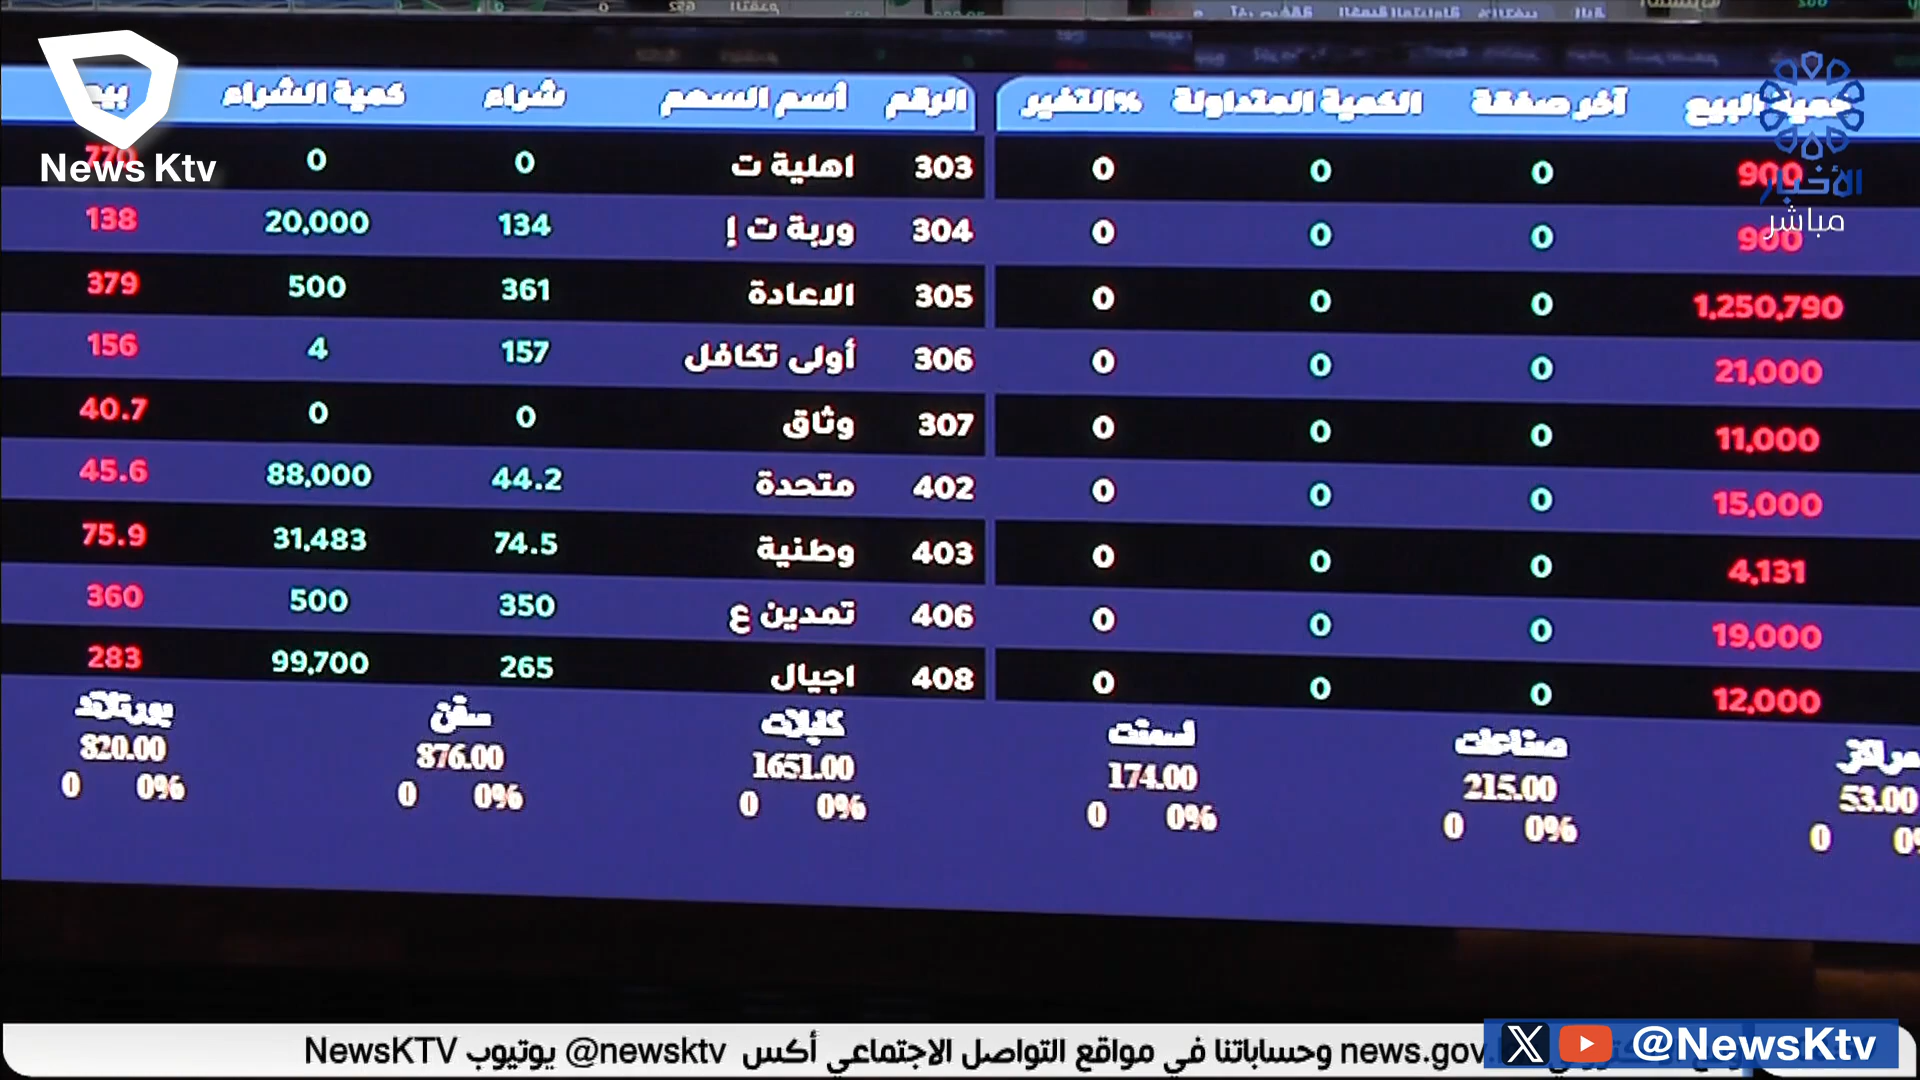 News Ktv
الأخبار
مباشر
الرقم أسم السهم شراء كمية الشراء بيع
303 اهلية ت 0 0 770
304 وربة ت إ 134 20,000 138
305 الاعادة 361 500 379
306 أولى تكافل 157 4 156
307 وثاق 0 0 40.7
402 متحدة 44.2 88,000 45.6
403 وطنية 74.5 31,483 75.9
406 تمدين ع 350 500 360
408 اجيال 265 99,700 283
كمية البيع آخر صفقة الكمية المتداولة التغير%
900 0 0 0
900 0 0 0
1,250,790 0 0 0
21,000 0 0 0
11,000 0 0 0
15,000 0 0 0
4,131 0 0 0
19,000 0 0 0
12,000 0 0 0
مراكز صناعات أسمنت كابلات سفن بورتلاند
53.00 215.00 174.00 1651.00 876.00 820.00
0 0% 0 0% 0 0% 0 0% 0 0% 0
news.gov. وحساباتنا في مواقع التواصل الاجتماعي أكس @newsktv يوتيوب NewsKTV
@NewsKtv